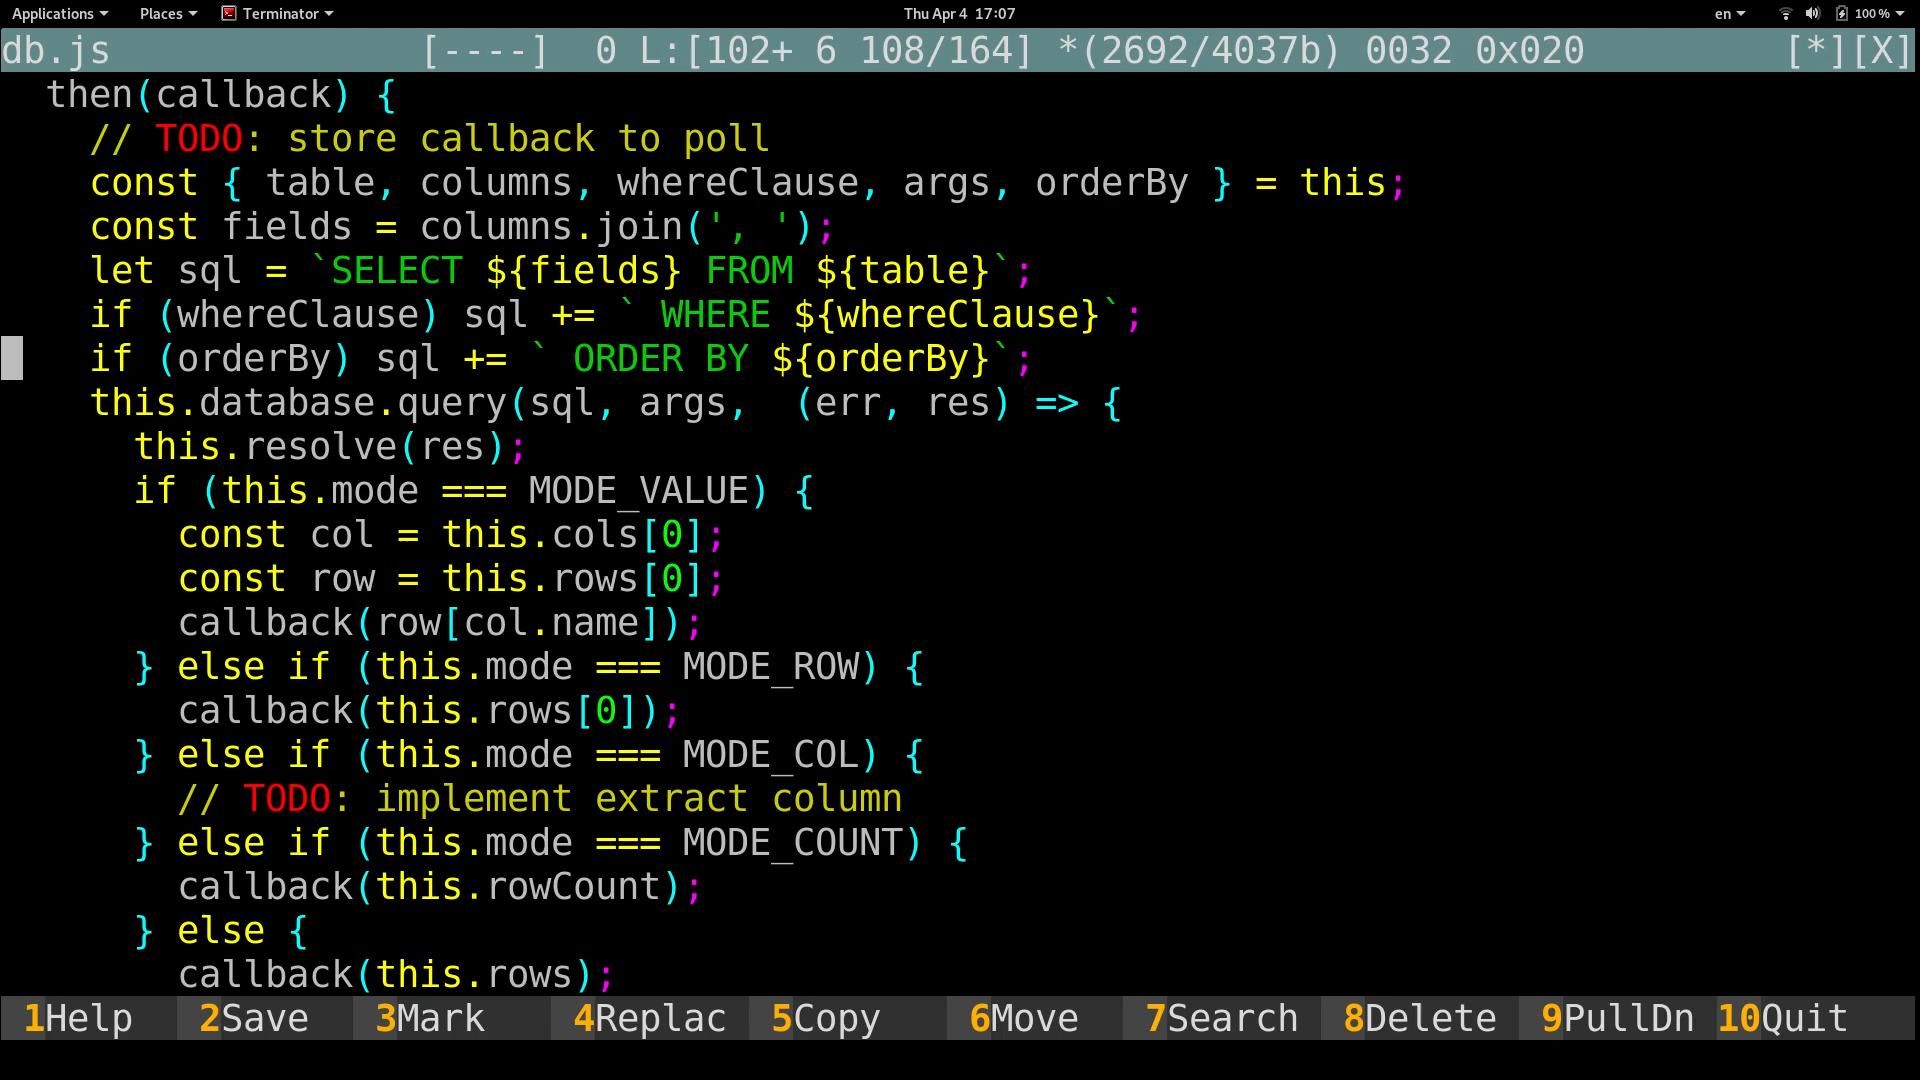 Applications Places Terminator Thu Apr 4 17:07 en 100 %
db.js [----] 0 L:[102+ 6 108/164] *(2692/4037b) 0032 0x020 [*][X]
then(callback) {
// TODO: store callback to poll
const { table, columns, whereClause, args, orderBy } = this;
const fields = columns.join(', ');
let sql = `SELECT ${fields} FROM ${table}`;
if (whereClause) sql += ` WHERE ${whereClause}`;
if (orderBy) sql += ` ORDER BY ${orderBy}`;
this.database.query(sql, args,  (err, res) => {
this.resolve(res);
if (this.mode === MODE_VALUE) {
const col = this.cols[0];
const row = this.rows[0];
callback(row[col.name]);
} else if (this.mode === MODE_ROW) {
callback(this.rows[0]);
} else if (this.mode === MODE_COL) {
// TODO: implement extract column
} else if (this.mode === MODE_COUNT) {
callback(this.rowCount);
} else {
callback(this.rows);
1Help 2Save 3Mark 4Replac 5Copy 6Move 7Search 8Delete 9PullDn 10Quit